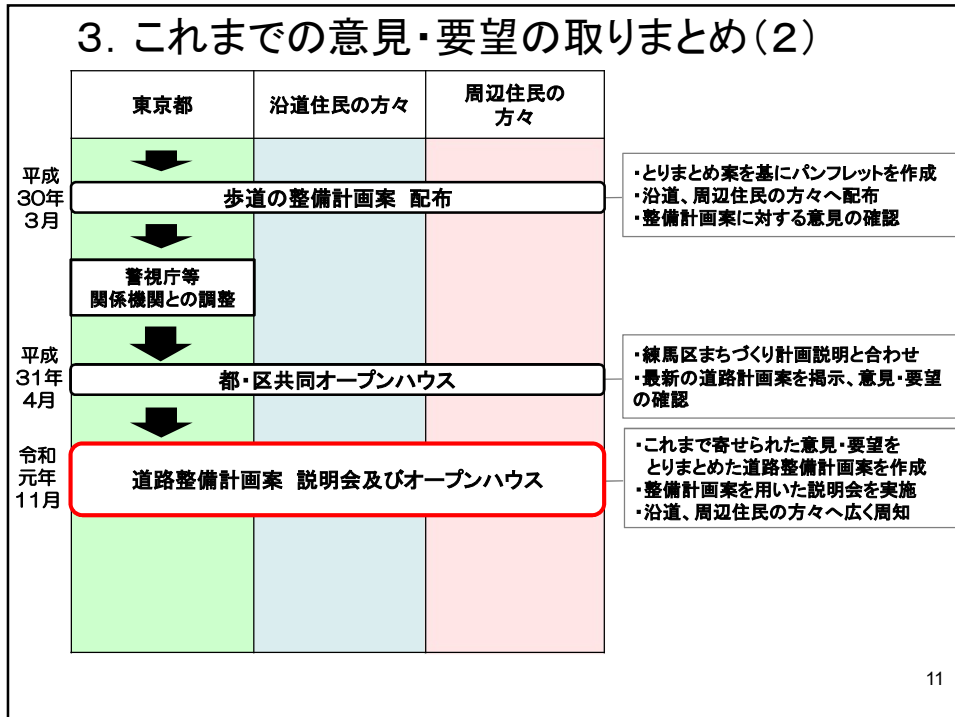 ３．これまでの意見・要望の取りまとめ（２）
東京都
沿道住民の方々
周辺住民の
方々
平成
３０年
３月
歩道の整備計画案 配布
・とりまとめ案を基にパンフレットを作成
・沿道、周辺住民の方々へ配布
・整備計画案に対する意見の確認
警視庁等
関係機関との調整
平成
３１年
４月
都・区共同オープンハウス
・練馬区まちづくり計画説明と合わせ
・最新の道路計画案を掲示、意見・要望
の確認
令和
元年
１１月
道路整備計画案 説明会及びオープンハウス
・これまで寄せられた意見・要望を
とりまとめた道路整備計画案を作成
・整備計画案を用いた説明会を実施
・沿道、周辺住民の方々へ広く周知
11